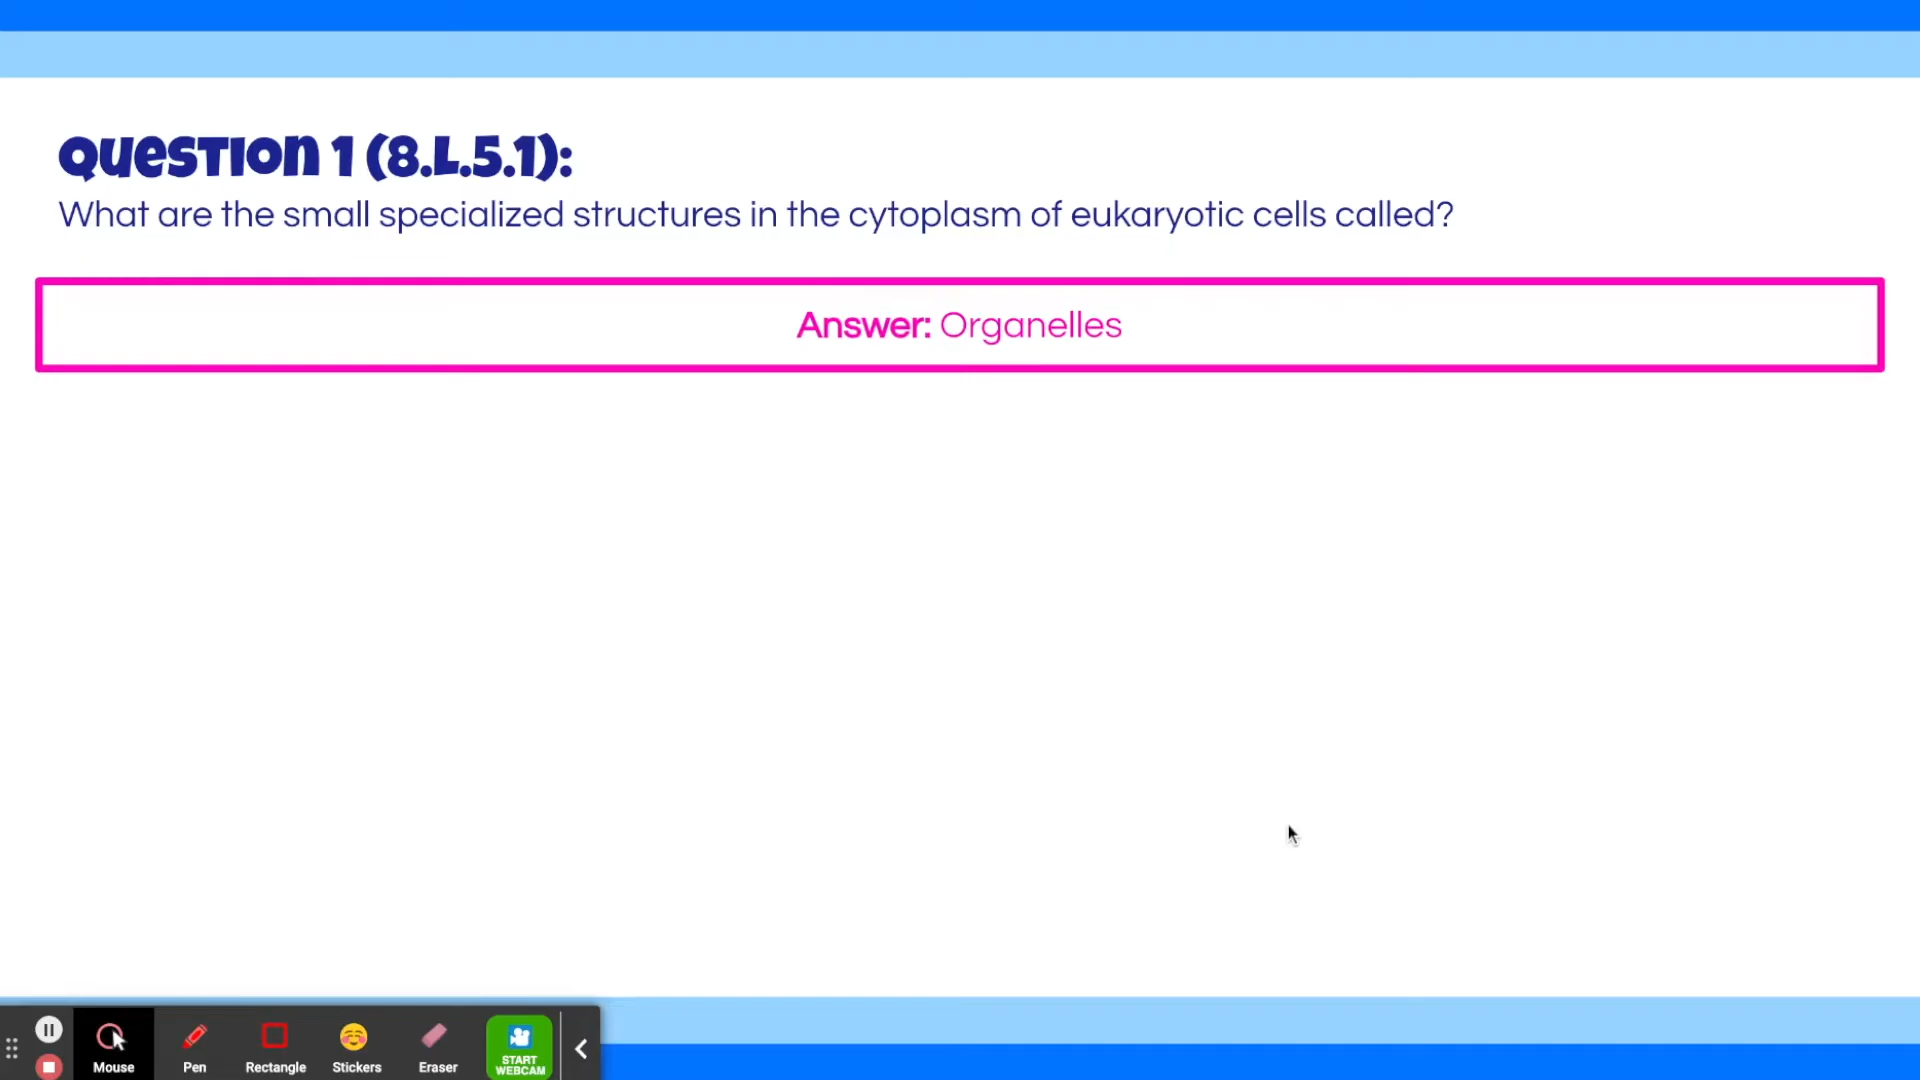 Question 1 (8.L.5.1):
What are the small specialized structures in the cytoplasm of eukaryotic cells called?
Answer: Organelles
Mouse
Pen
Rectangle
Stickers
Eraser
START
WEBCAM